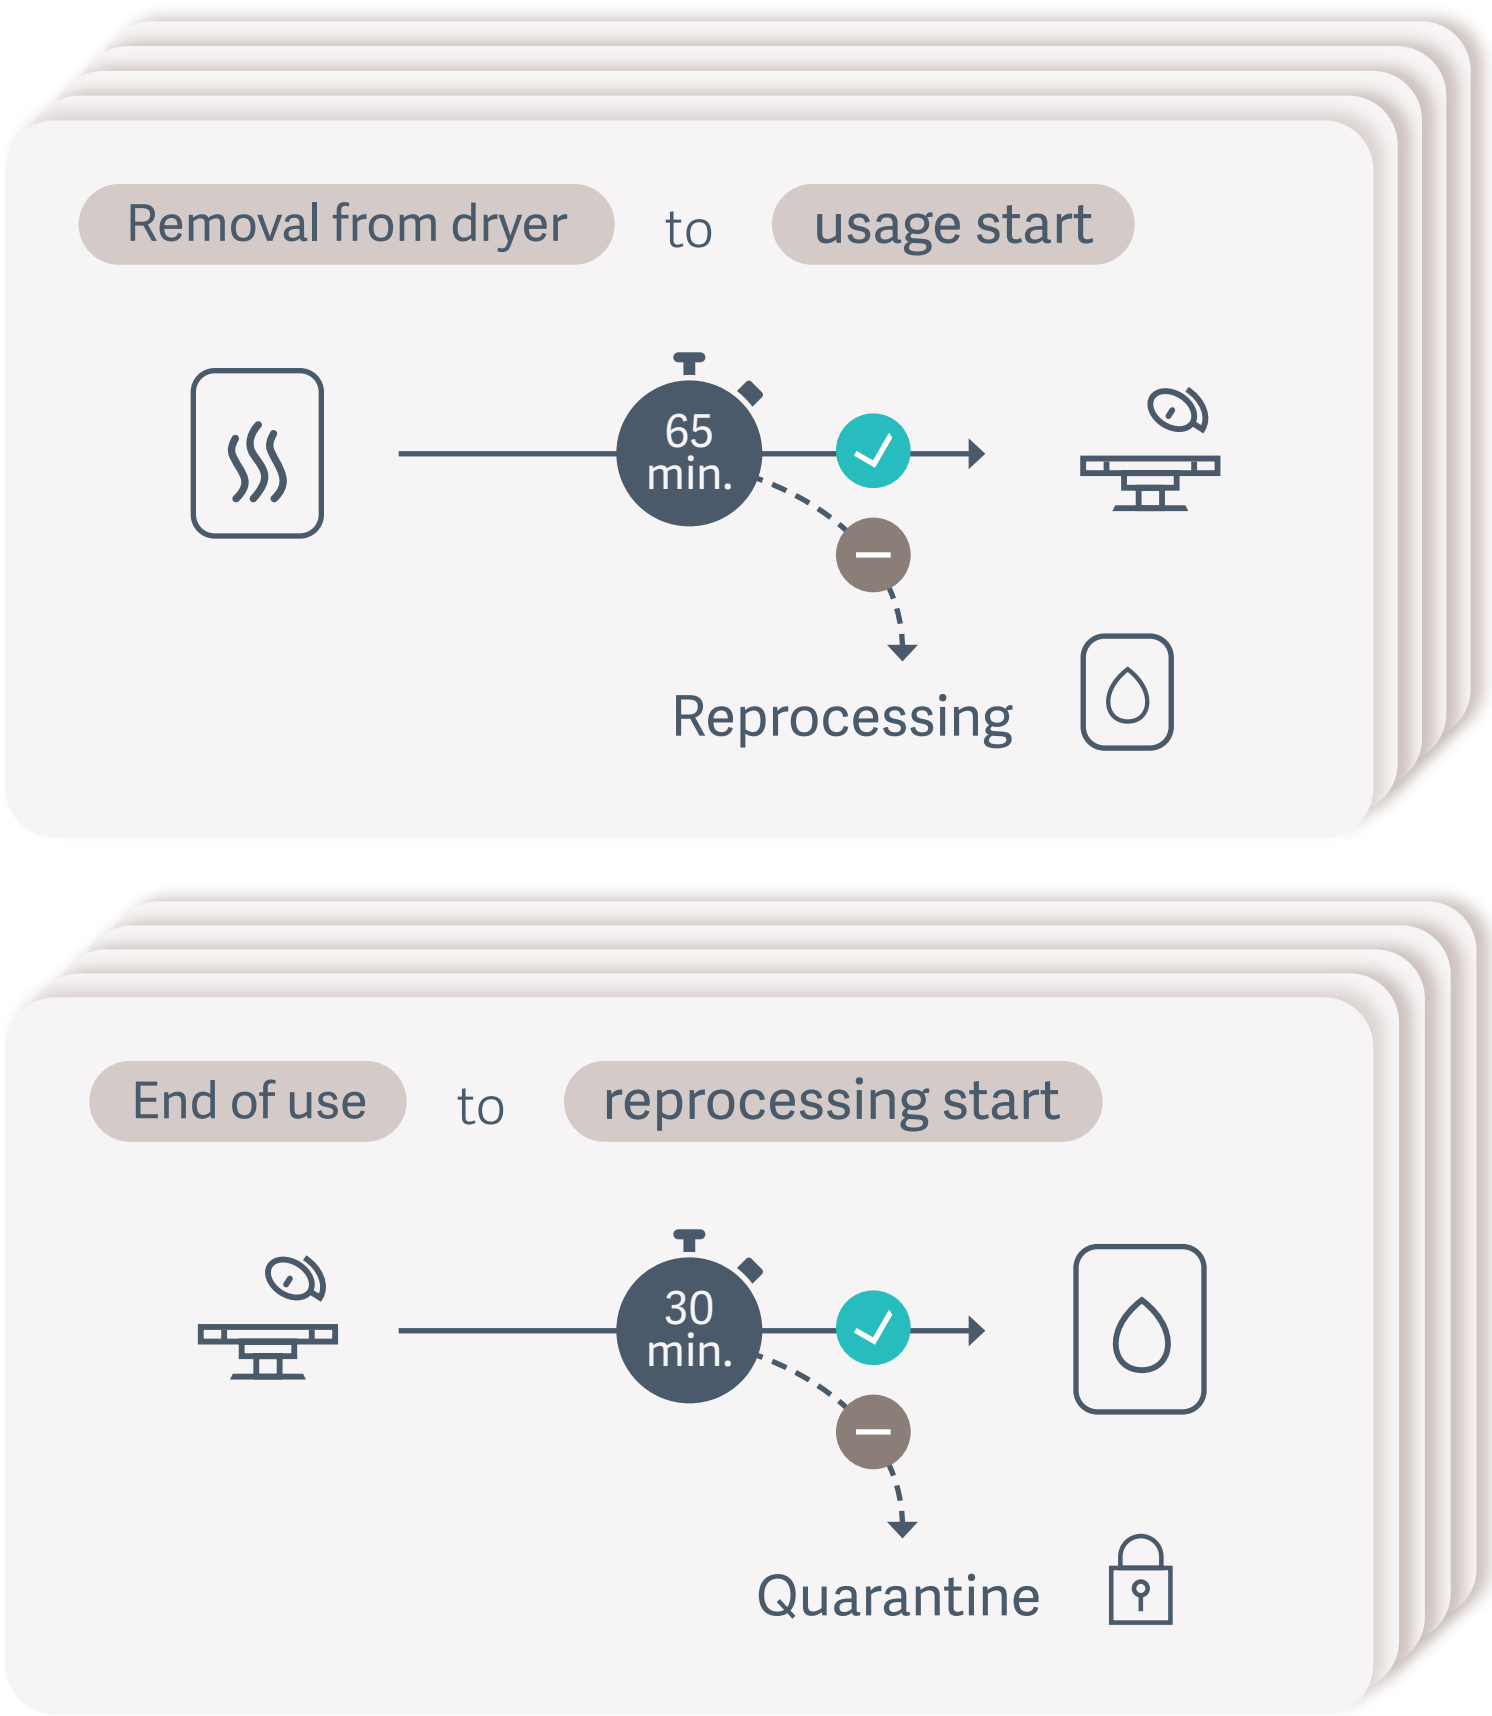 Removal from dryer to usage start
65
min.
Reprocessing
End of use to reprocessing start
30
min.
Quarantine